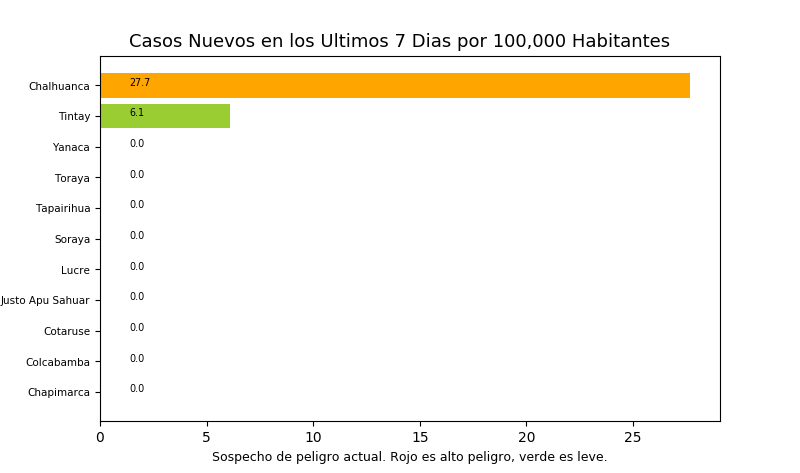 Casos Nuevos en los Ultimos 7 Dias por 100,000 Habitantes
Chalhuanca 27.7
Tintay 6.1
Yanaca 0.0
Toraya 0.0
Tapairihua 0.0
Soraya 0.0
Lucre 0.0
Justo Apu Sahuar 0.0
Cotaruse 0.0
Colcabamba 0.0
Chapimarca 0.0
0 5 10 15 20 25
Sospecho de peligro actual. Rojo es alto peligro, verde es leve.